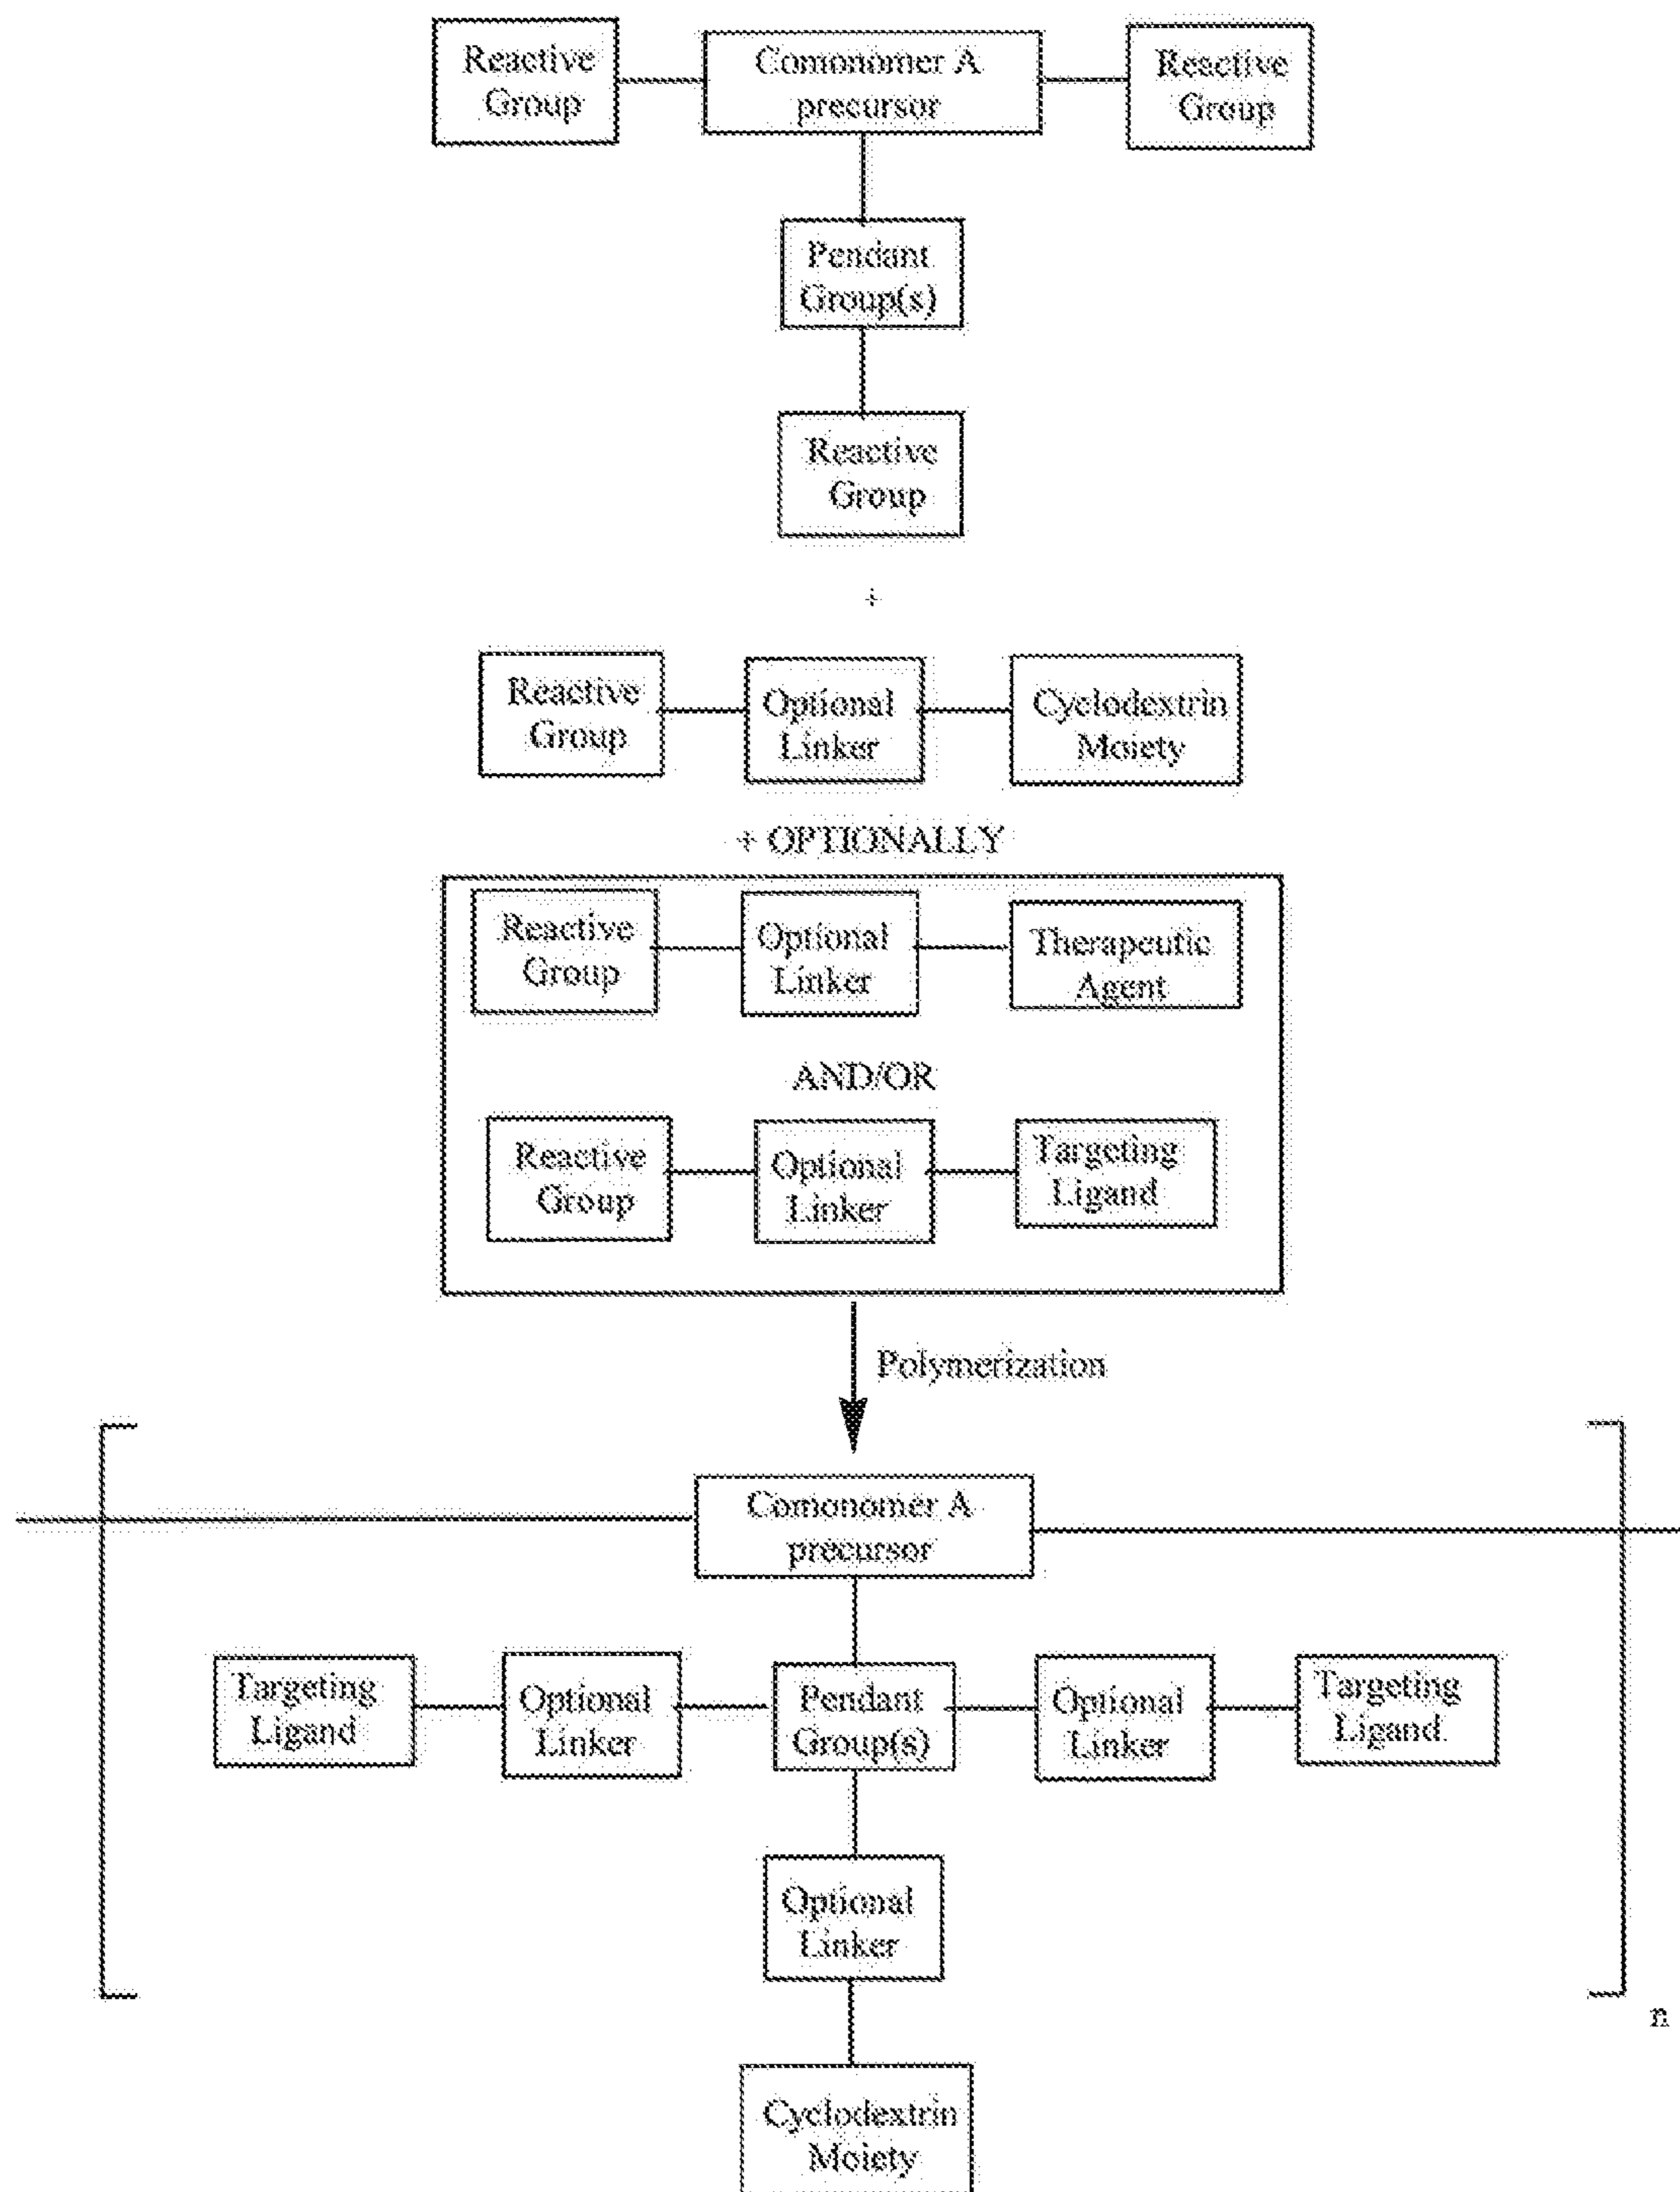 Reactive
Group
Comonomer A
precursor
Reactive
Group
Pendant
Group(s)
Reactive
Group
+
Reactive
Group
Optional
Linker
Cyclodextrin
Moiety
+ OPTIONALLY
Reactive
Group
Optional
Linker
Therapeutic
Agent
AND/OR
Reactive
Group
Optional
Linker
Targeting
Ligand
Polymerization
Comonomer A
precursor
Targeting
Ligand
Optional
Linker
Pendant
Group(s)
Optional
Linker
Targeting
Ligand
Optional
Linker
n
Cyclodextrin
Moiety